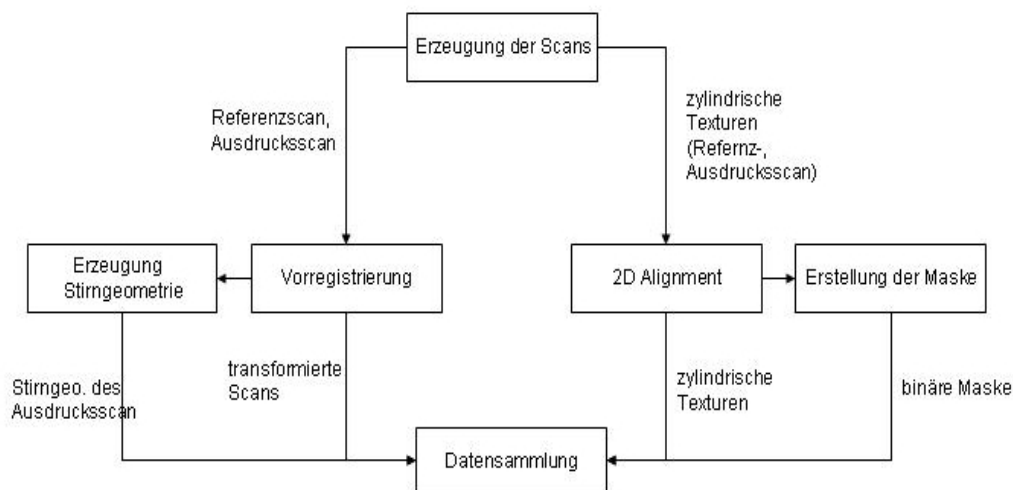 Erzeugung der Scans
Referenzscan,
Ausdrucksscan
zylindrische
Texturen
(Refernz-,
Ausdrucksscan)
Erzeugung
Stirngeometrie
Vorregistrierung
2D Alignment
Erstellung der Maske
Stirngeo. des
Ausdrucksscan
transformierte
Scans
zylindrische
Texturen
binäre Maske
Datensammlung